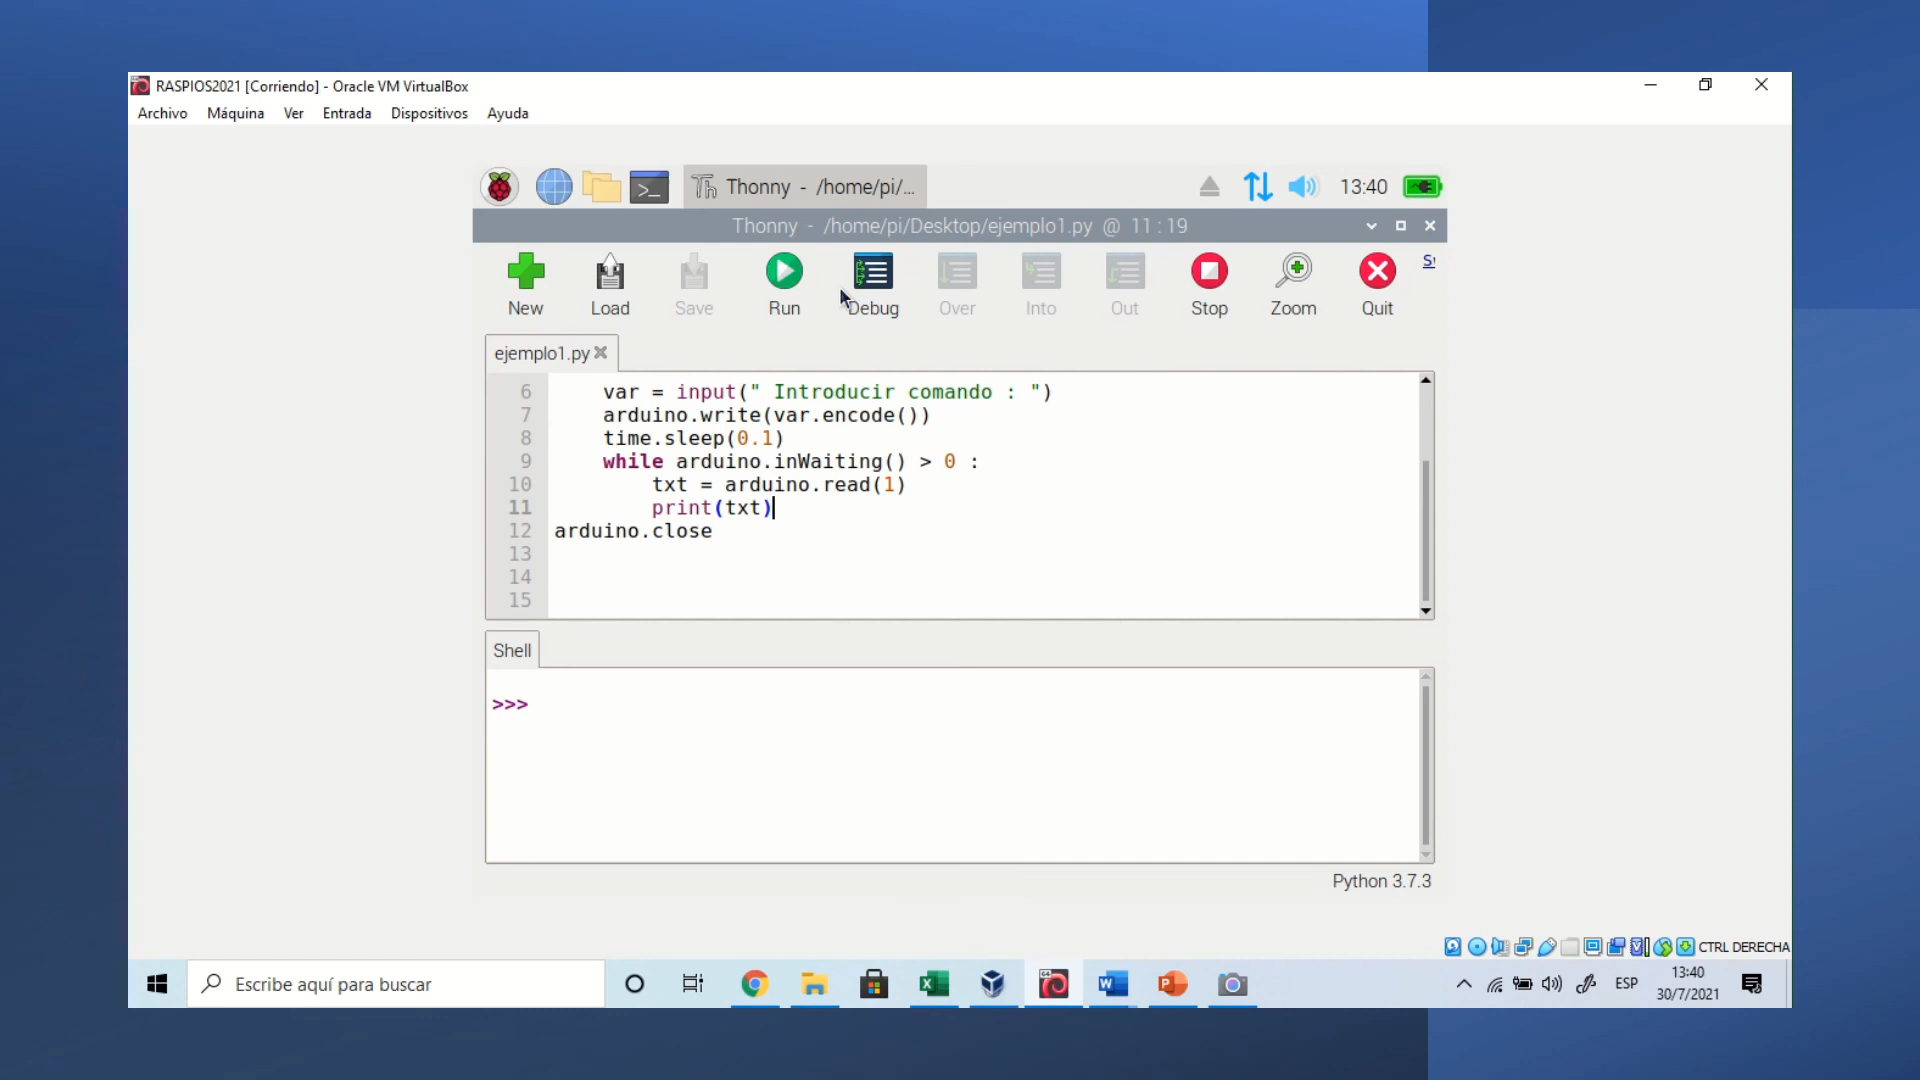 RASPIOS2021 [Corriendo] - Oracle VM VirtualBox
Archivo Máquina Ver Entrada Dispositivos Ayuda
Thonny - /home/pi/... 13:40
Thonny - /home/pi/Desktop/ejemplo1.py @ 11 : 19
New Load Save Run Debug Over Into Out Stop Zoom Quit
ejemplo1.py
6 var = input(" Introducir comando : ")
7 arduino.write(var.encode())
8 time.sleep(0.1)
9 while arduino.inWaiting() > 0 :
10 txt = arduino.read(1)
11 print(txt)
12 arduino.close
13
14
15
Shell
>>>
Python 3.7.3
CTRL DERECHA
Escribe aquí para buscar
ESP
13:40
30/7/2021